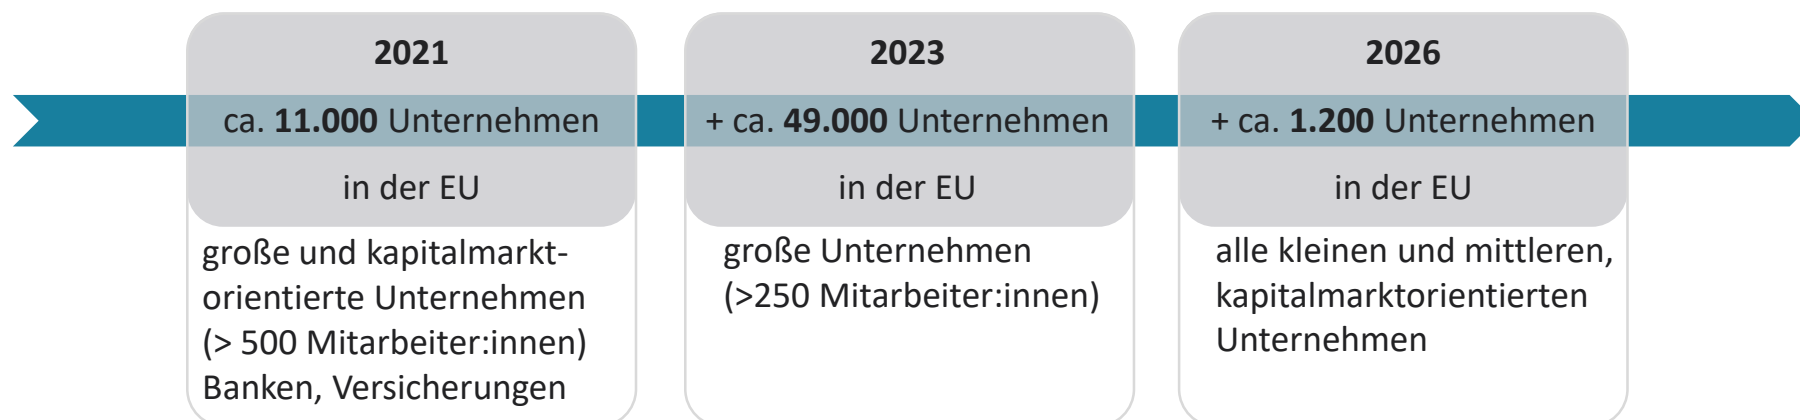 2021
ca. 11.000 Unternehmen
in der EU
große und kapitalmarkt-
orientierte Unternehmen
(> 500 Mitarbeiter:innen)
Banken, Versicherungen
2023
+ ca. 49.000 Unternehmen
in der EU
große Unternehmen
(>250 Mitarbeiter:innen)
2026
+ ca. 1.200 Unternehmen
in der EU
alle kleinen und mittleren,
kapitalmarktorientierten
Unternehmen